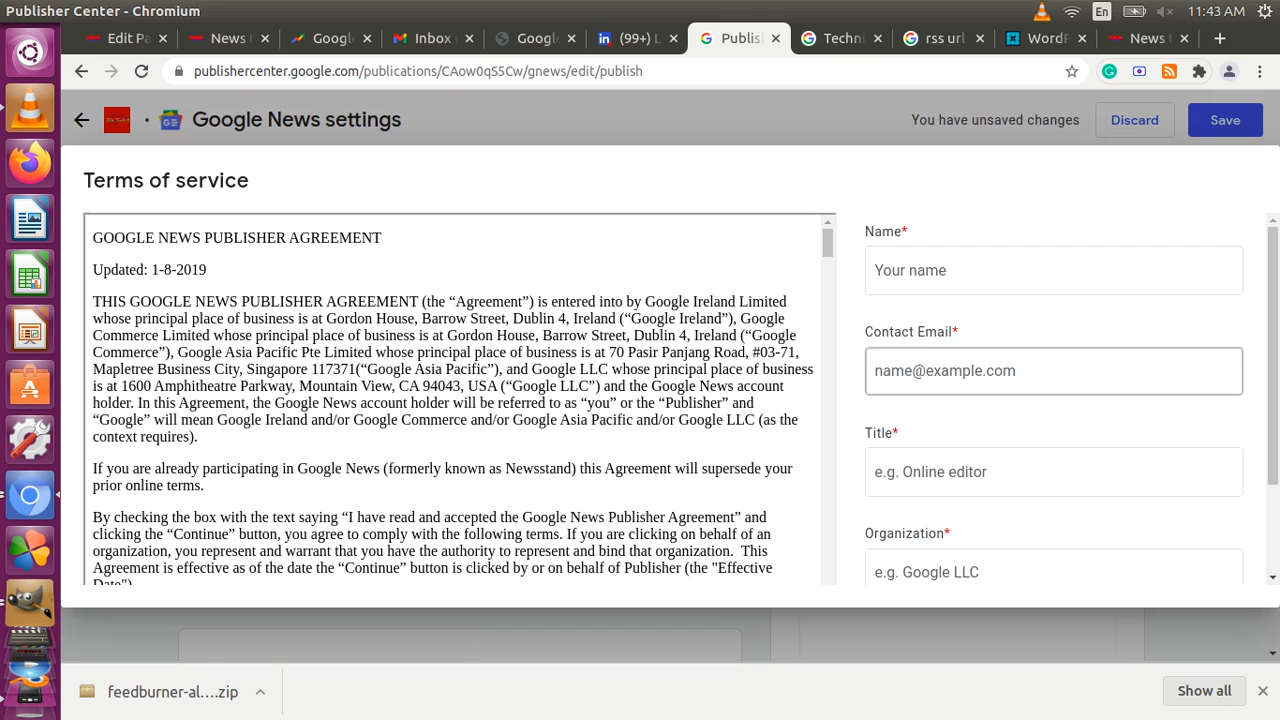 Publisher Center - Chromium
En
11:43 AM
Edit Pa
News
Google
Inbox
Google
(99+) L
Publis
Techni
rss url
WordP
News
publishercenter.google.com/publications/CAow0qS5Cw/gnews/edit/publish
Google News settings
You have unsaved changes
Discard
Save
Terms of service
GOOGLE NEWS PUBLISHER AGREEMENT
Updated: 1-8-2019
THIS GOOGLE NEWS PUBLISHER AGREEMENT (the “Agreement”) is entered into by Google Ireland Limited
whose principal place of business is at Gordon House, Barrow Street, Dublin 4, Ireland (“Google Ireland”), Google
Commerce Limited whose principal place of business is at Gordon House, Barrow Street, Dublin 4, Ireland (“Google
Commerce”), Google Asia Pacific Pte Limited whose principal place of business is at 70 Pasir Panjang Road, #03-71,
Mapletree Business City, Singapore 117371(“Google Asia Pacific”), and Google LLC whose principal place of business
is at 1600 Amphitheatre Parkway, Mountain View, CA 94043, USA (“Google LLC”) and the Google News account
holder. In this Agreement, the Google News account holder will be referred to as “you” or the “Publisher” and
“Google” will mean Google Ireland and/or Google Commerce and/or Google Asia Pacific and/or Google LLC (as the
context requires).
If you are already participating in Google News (formerly known as Newsstand) this Agreement will supersede your
prior online terms.
By checking the box with the text saying “I have read and accepted the Google News Publisher Agreement” and
clicking the “Continue” button, you agree to comply with the following terms. If you are clicking on behalf of an
organization, you represent and warrant that you have the authority to represent and bind that organization. This
Agreement is effective as of the date the “Continue” button is clicked by or on behalf of Publisher (the "Effective
Date")
Name*
Your name
Contact Email*
name@example.com
Title*
e.g. Online editor
Organization*
e.g. Google LLC
feedburner-al....zip
Show all